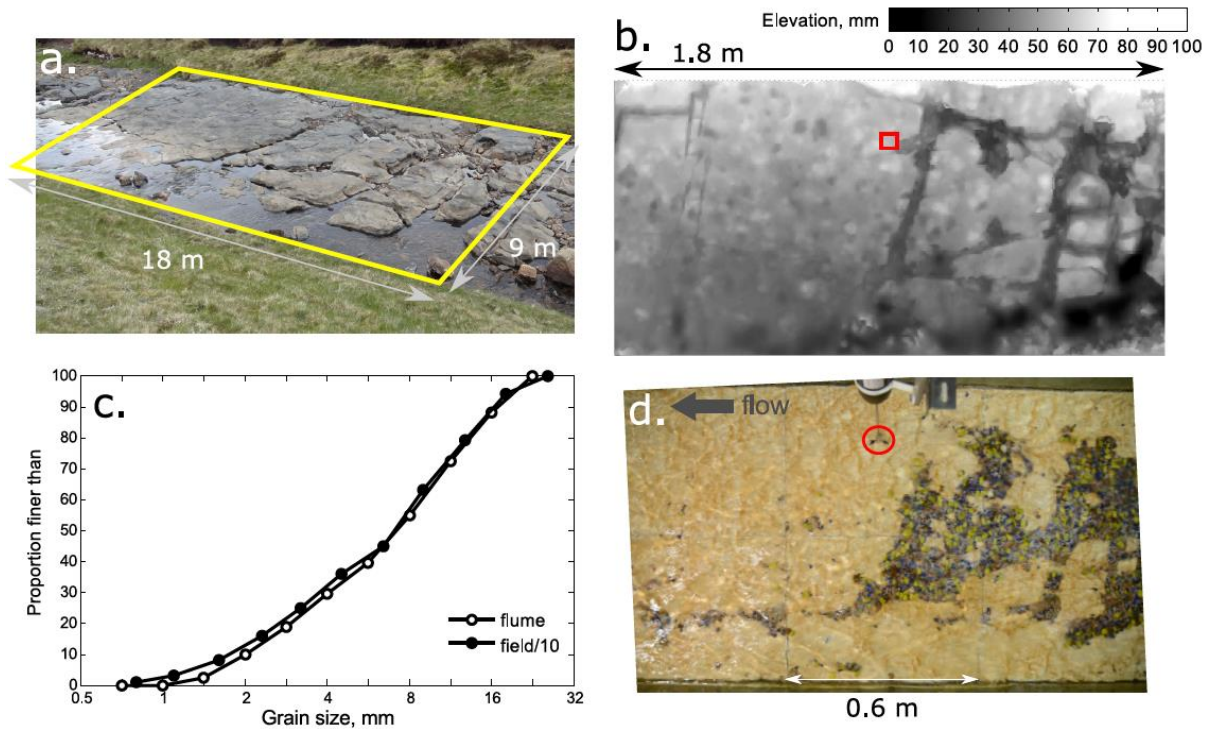 a.
18 m
9 m
b.
Elevation, mm
0 10 20 30 40 50 60 70 80 90 100
1.8 m
c.
100
90
80
70
60
50
40
30
20
10
0
Proportion finer than
flume
field/10
0.5 1 2 4 8 16 32
Grain size, mm
d.
flow
0.6 m